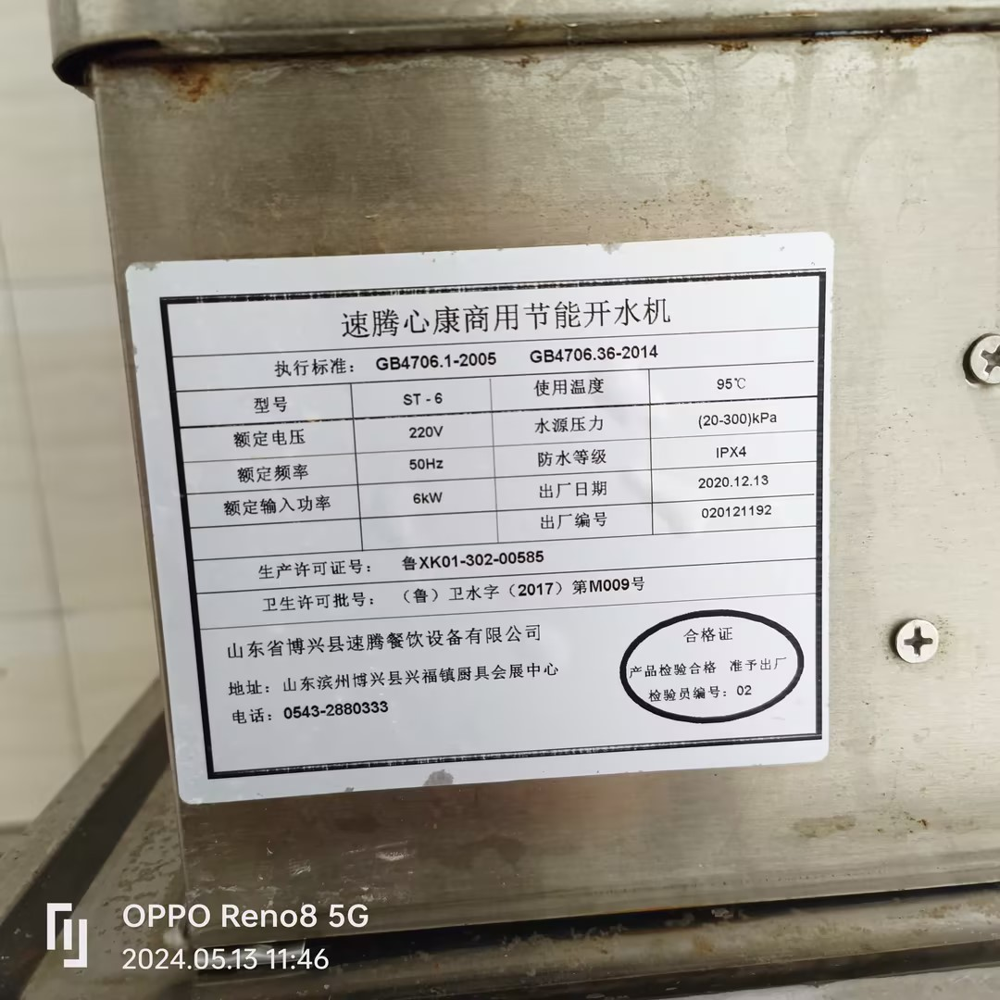 速腾心康商用节能开水机
执行标准： GB4706.1-2005 GB4706.36-2014
型号 ST - 6 使用温度 95℃
额定电压 220V 水源压力 (20-300)kPa
额定频率 50Hz 防水等级 IPX4
额定输入功率 6kW 出厂日期 2020.12.13
出厂编号 020121192
生产许可证号： 鲁XK01-302-00585
卫生许可批号： （鲁）卫水字（2017）第M009号
山东省博兴县速腾餐饮设备有限公司
地址：山东滨州博兴县兴福镇厨具会展中心
电话：0543-2880333
合格证
产品检验合格 准予出厂
检验员编号：02
OPPO Reno8 5G
2024.05.13 11:46